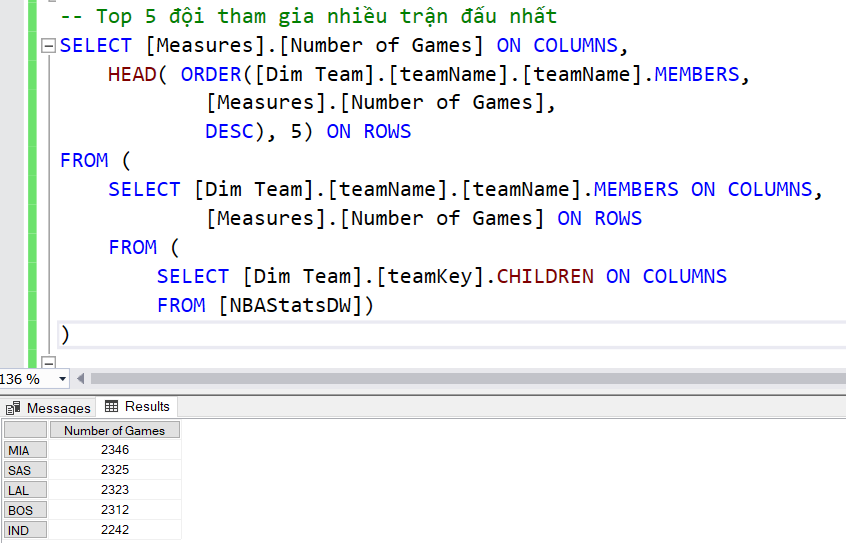 -- Top 5 đội tham gia nhiều trận đấu nhất
SELECT [Measures].[Number of Games] ON COLUMNS,
HEAD( ORDER([Dim Team].[teamName].[teamName].MEMBERS,
[Measures].[Number of Games],
DESC), 5) ON ROWS
FROM (
SELECT [Dim Team].[teamName].[teamName].MEMBERS ON COLUMNS,
[Measures].[Number of Games] ON ROWS
FROM (
SELECT [Dim Team].[teamKey].CHILDREN ON COLUMNS
FROM [NBAStatsDW])
)
136 %
Messages Results
Number of Games
MIA 2346
SAS 2325
LAL 2323
BOS 2312
IND 2242